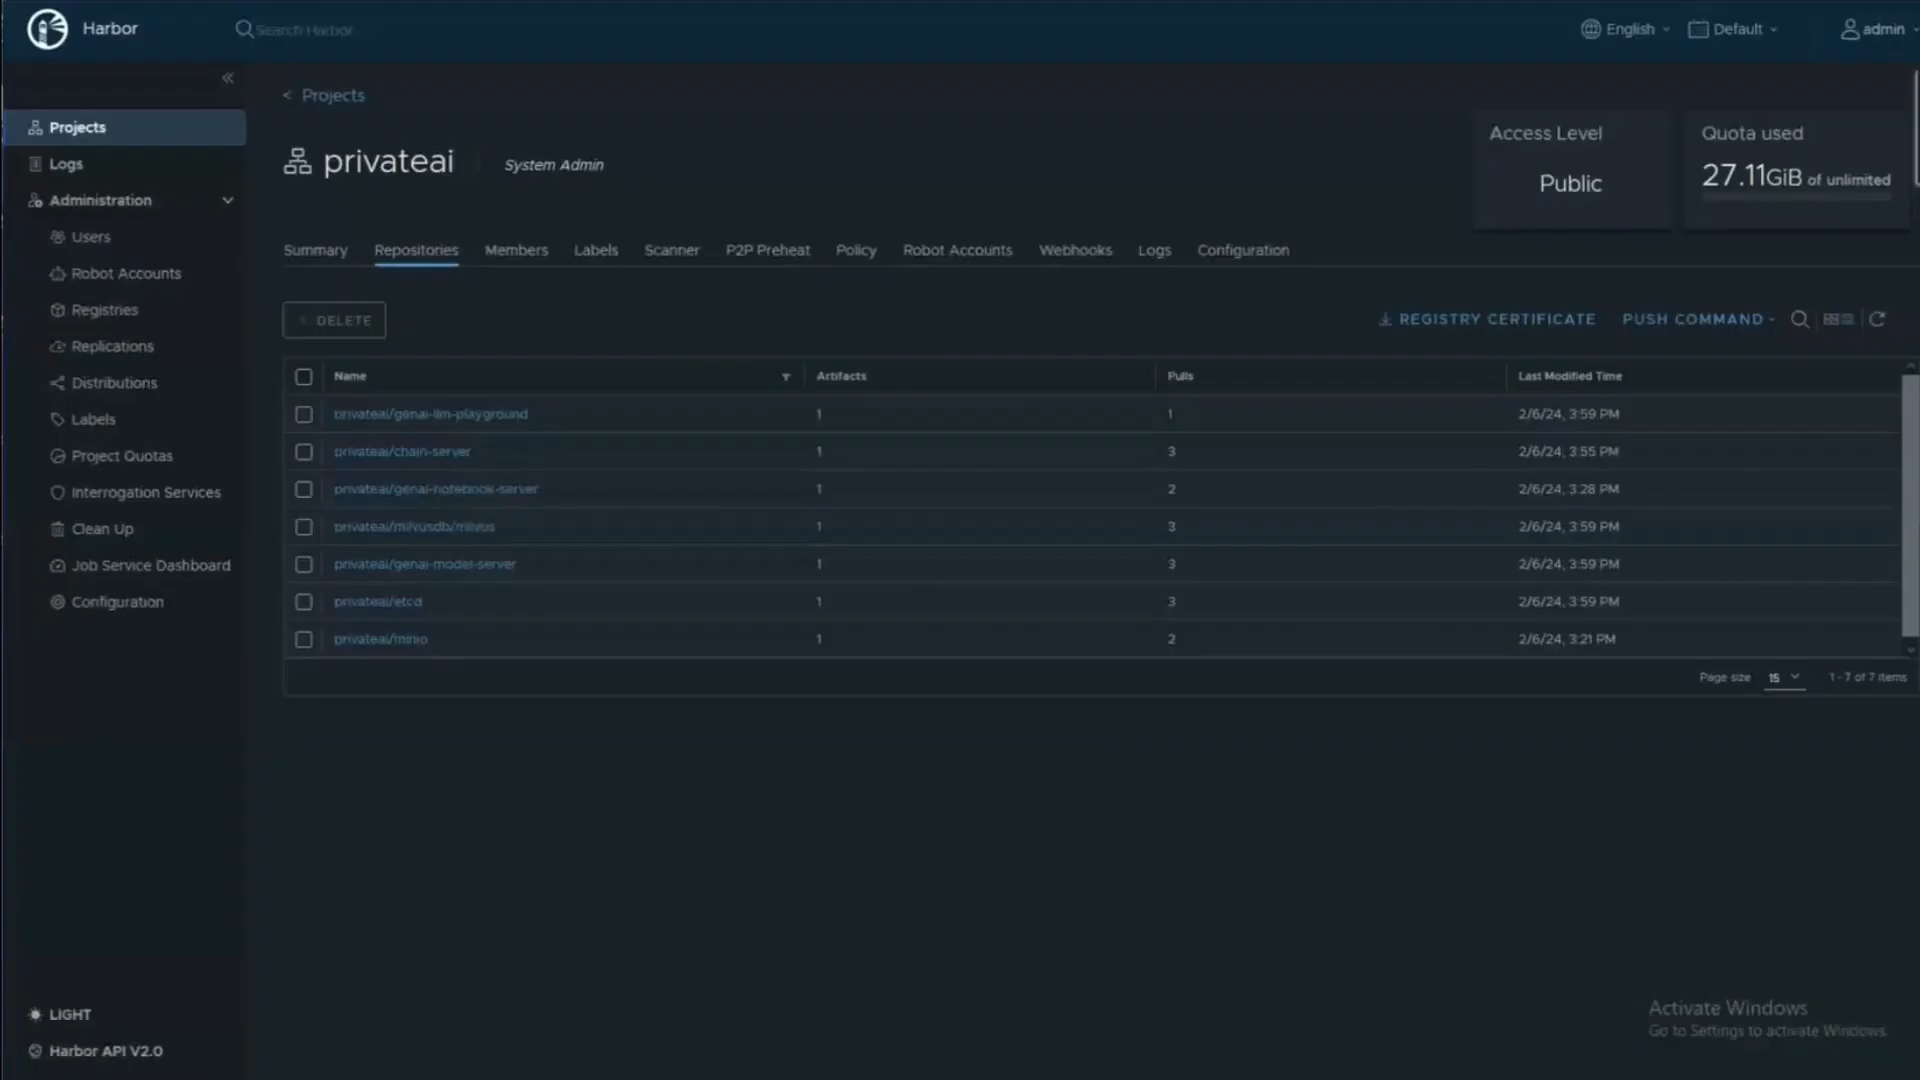 Harbor
Search Harbor...
English
Default
admin
Projects
Logs
Administration
Users
Robot Accounts
Registries
Replications
Distributions
Labels
Project Quotas
Interrogation Services
Clean Up
Job Service Dashboard
Configuration
LIGHT
Harbor API V2.0
< Projects
privateai
System Admin
Access Level
Public
Quota used
27.11GiB of unlimited
Summary
Repositories
Members
Labels
Scanner
P2P Preheat
Policy
Robot Accounts
Webhooks
Logs
Configuration
DELETE
REGISTRY CERTIFICATE
PUSH COMMAND
Name Artifacts Pulls Last Modified Time
privateai/genai-llm-playground 1 1 2/6/24, 3:59 PM
privateai/chain-server 1 3 2/6/24, 3:55 PM
privateai/genai-notebook-server 1 2 2/6/24, 3:28 PM
privateai/milvusdb/milvus 1 3 2/6/24, 3:59 PM
privateai/genai-model-server 1 3 2/6/24, 3:59 PM
privateai/etcd 1 3 2/6/24, 3:59 PM
privateai/minio 1 2 2/6/24, 3:21 PM
Page size 15 1 - 7 of 7 items
Activate Windows
Go to Settings to activate Windows.